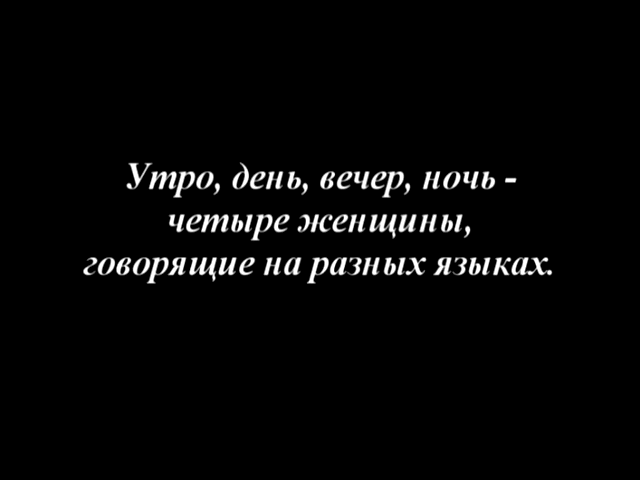 Утро, день, вечер, ночь -
четыре женщины,
говорящие на разных языках.